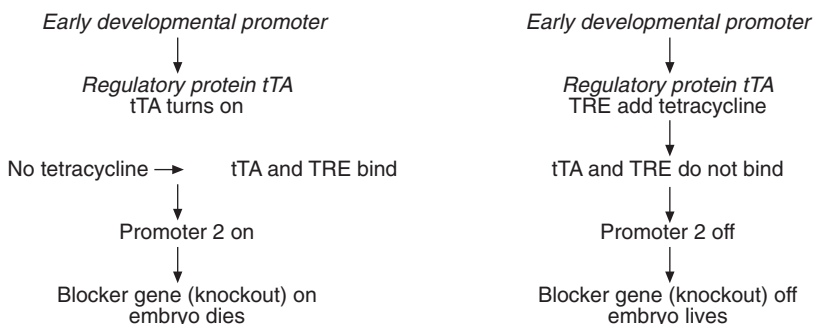 Early developmental promoter
Regulatory protein tTA
tTA turns on
No tetracycline
tTA and TRE bind
Promoter 2 on
Blocker gene (knockout) on
embryo dies
Early developmental promoter
Regulatory protein tTA
TRE add tetracycline
tTA and TRE do not bind
Promoter 2 off
Blocker gene (knockout) off
embryo lives